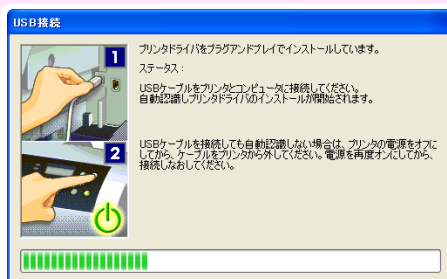 USB接続
1
プリンタドライバをプラグアンドプレイでインストールしています。
ステータス：
USBケーブルをプリンタとコンピュータに接続してください。
自動認識しプリンタドライバのインストールが開始されます。
2
USBケーブルを接続しても自動認識しない場合は、プリンタの電源をオフに
してから、ケーブルをプリンタから外してください。電源を再度オンにしてから、
接続しなおしてください。